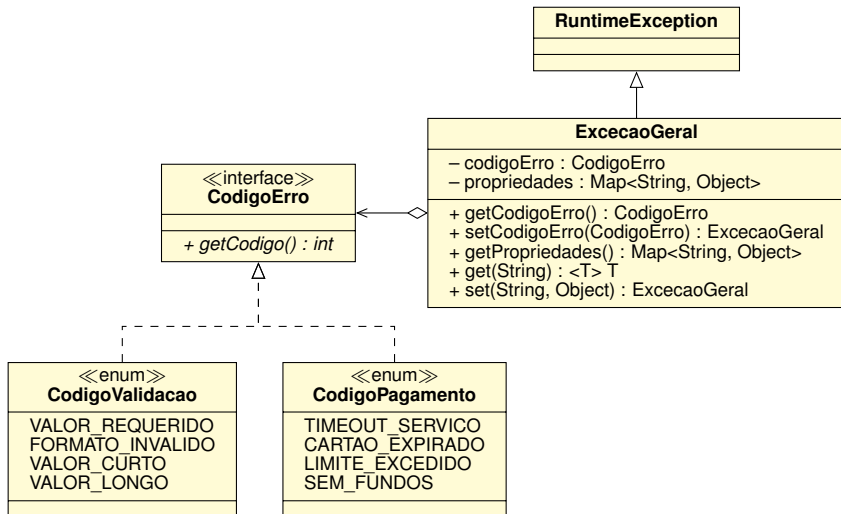 RuntimeException
ExcecaoGeral
– codigoErro : CodigoErro
– propriedades : Map<String, Object>
+ getCodigoErro() : CodigoErro
+ setCodigoErro(CodigoErro) : ExcecaoGeral
+ getPropriedades() : Map<String, Object>
+ get(String) : <T> T
+ set(String, Object) : ExcecaoGeral
≪interface≫
CodigoErro
+ getCodigo() : int
≪enum≫
CodigoValidacao
VALOR_REQUERIDO
FORMATO_INVALIDO
VALOR_CURTO
VALOR_LONGO
≪enum≫
CodigoPagamento
TIMEOUT_SERVICO
CARTAO_EXPIRADO
LIMITE_EXCEDIDO
SEM_FUNDOS